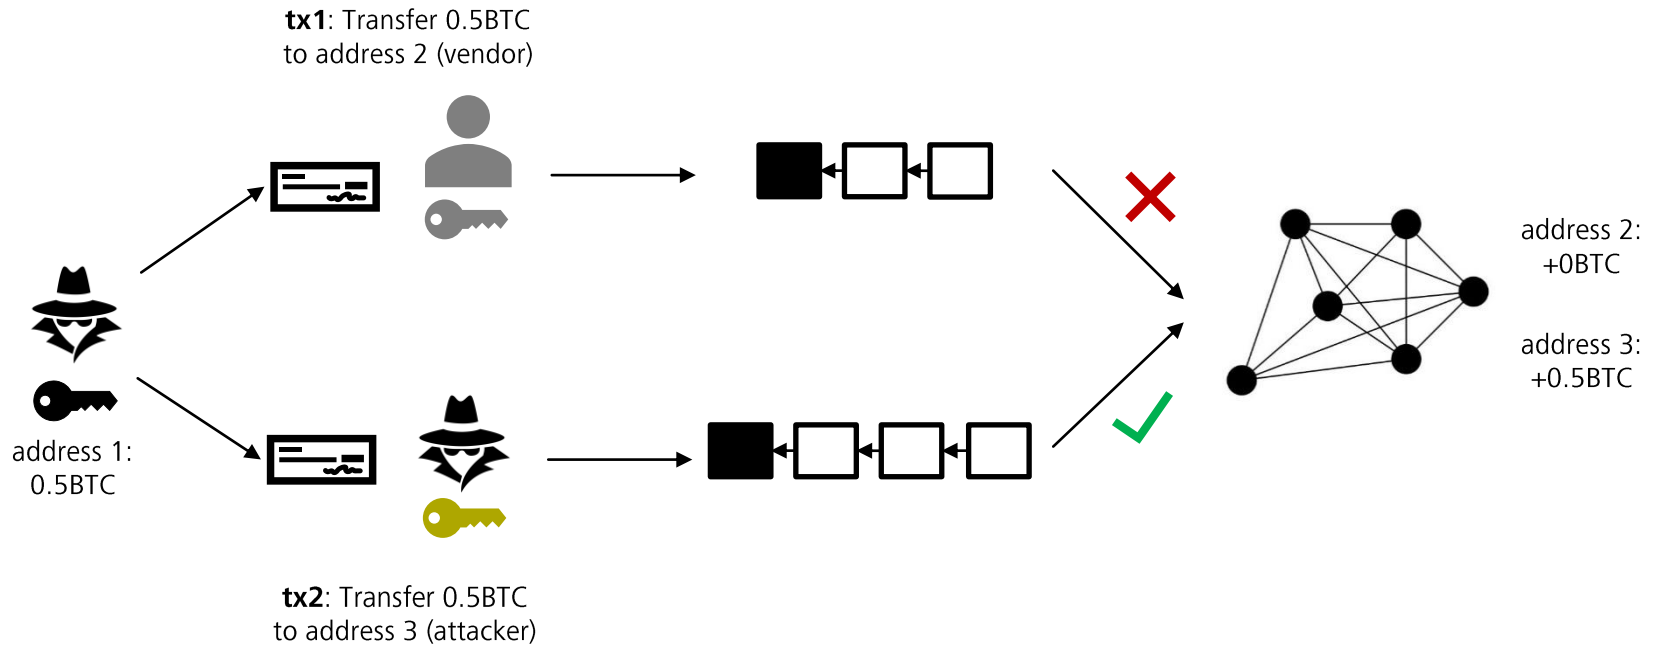 tx1: Transfer 0.5BTC
to address 2 (vendor)
address 1:
0.5BTC
tx2: Transfer 0.5BTC
to address 3 (attacker)
address 2:
+0BTC
address 3:
+0.5BTC